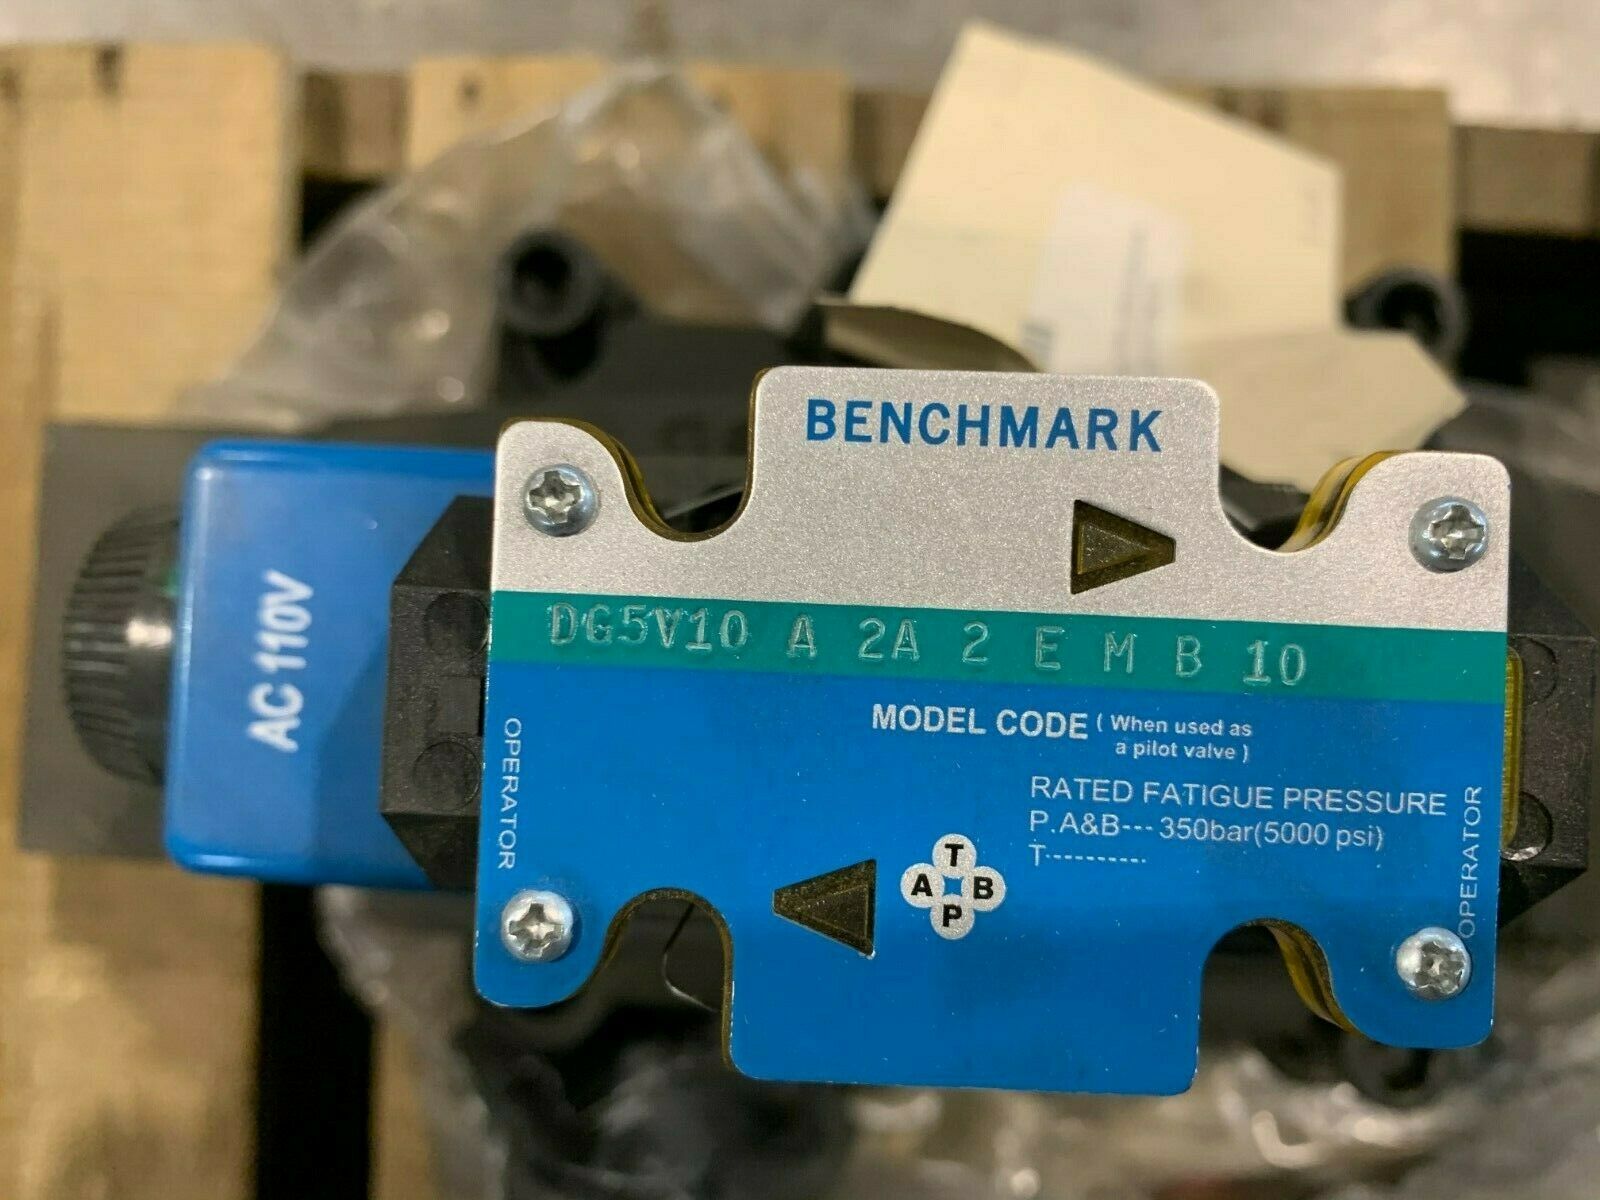 BENCHMARK
DG5V10 A 2A 2 E M B 10
MODEL CODE ( When used as
a pilot valve )
RATED FATIGUE PRESSURE
P.A&B--- 350bar(5000 psi)
T----------
OPERATOR
OPERATOR
T
A B
P
AC 110V